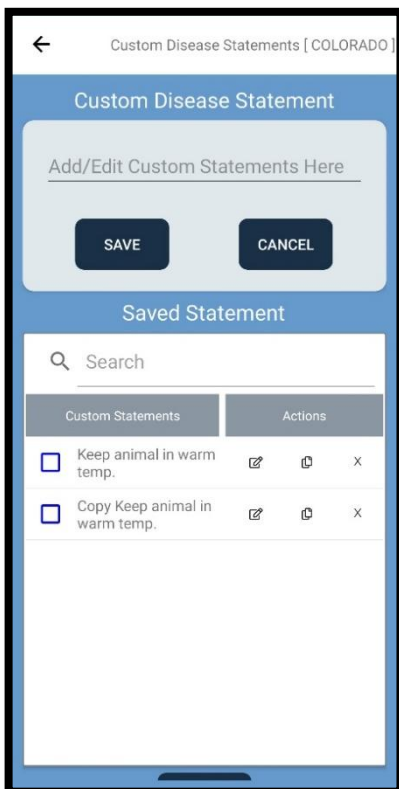 Custom Disease Statements [ COLORADO ]
Custom Disease Statement
Add/Edit Custom Statements Here
SAVE CANCEL
Saved Statement
Search
Custom Statements Actions
Keep animal in warm
temp. X
Copy Keep animal in
warm temp. X